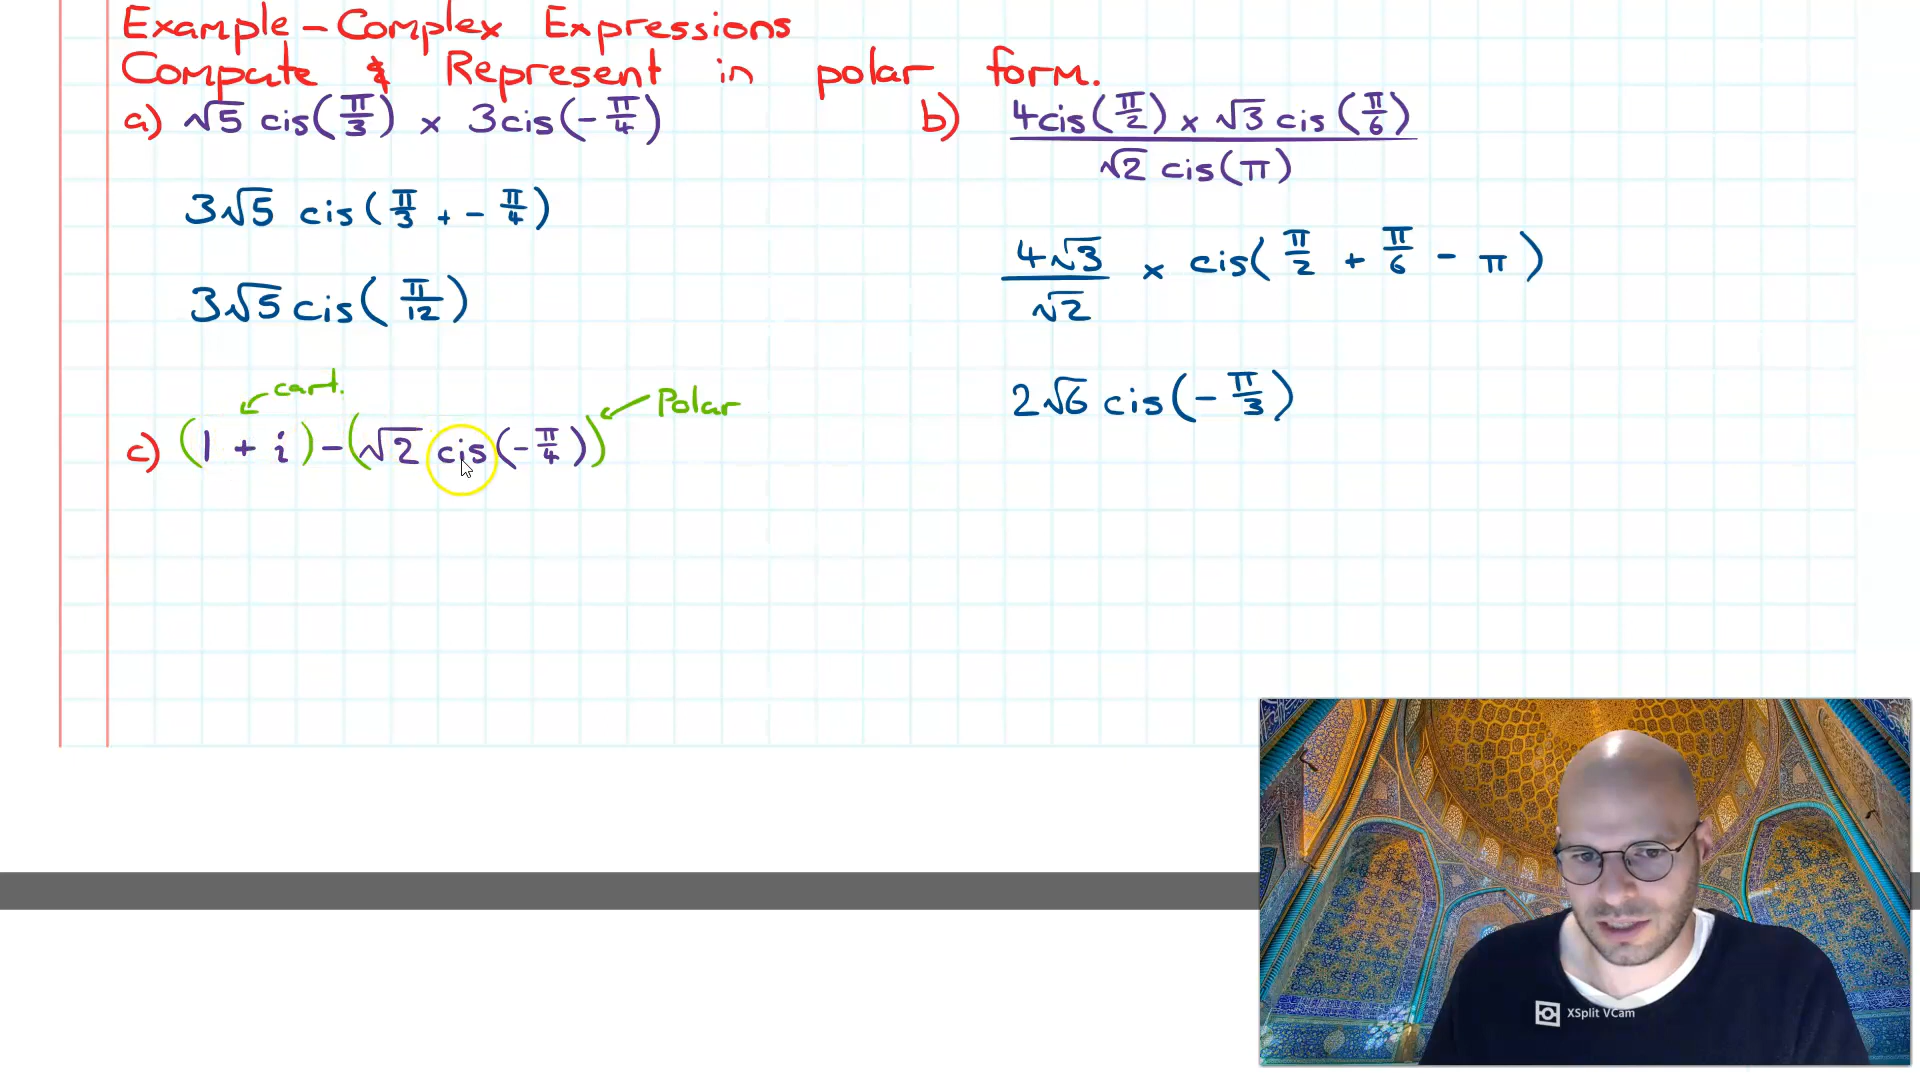 Example – Complex Expressions
Compute & Represent in polar form.
a) √5 cis(π/3) × 3cis(-π/4)
3√5 cis(π/3 + - π/4)
3√5 cis(π/12)
b) (4cis(π/2) × √3 cis(π/6)) / (√2 cis(π))
4√3/√2 × cis(π/2 + π/6 - π)
2√6 cis(-π/3)
cart.
Polar
c) (1 + i) - (√2 cis(-π/4))
XSplit VCam